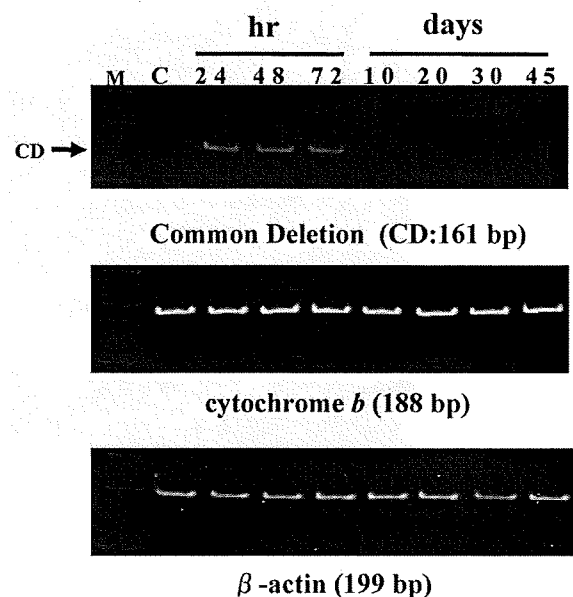 hr days
M C 24 48 72 10 20 30 45
CD
Common Deletion (CD:161 bp)
cytochrome b (188 bp)
β-actin (199 bp)